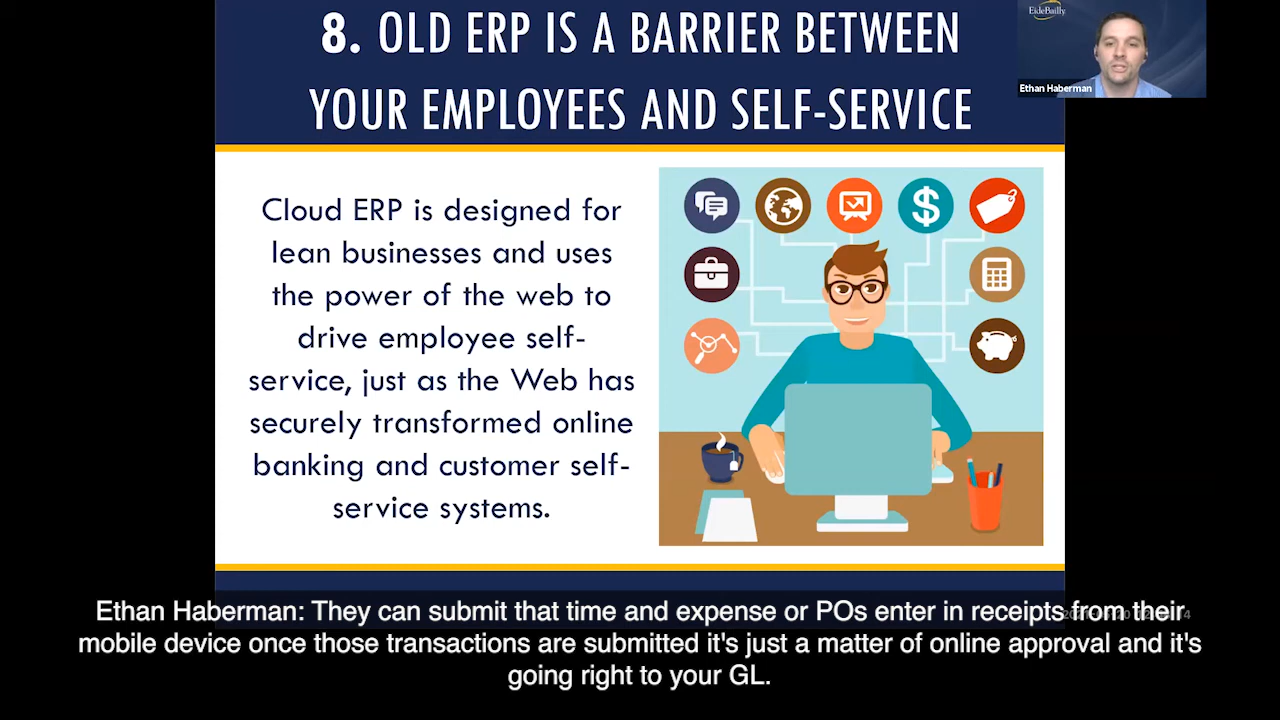 8. OLD ERP IS A BARRIER BETWEEN
YOUR EMPLOYEES AND SELF-SERVICE
EideBailly
Ethan Haberman
Cloud ERP is designed for
lean businesses and uses
the power of the web to
drive employee self-
service, just as the Web has
securely transformed online
banking and customer self-
service systems.
$
Ethan Haberman: They can submit that time and expense or POs enter in receipts from their
mobile device once those transactions are submitted it's just a matter of online approval and it's
going right to your GL.